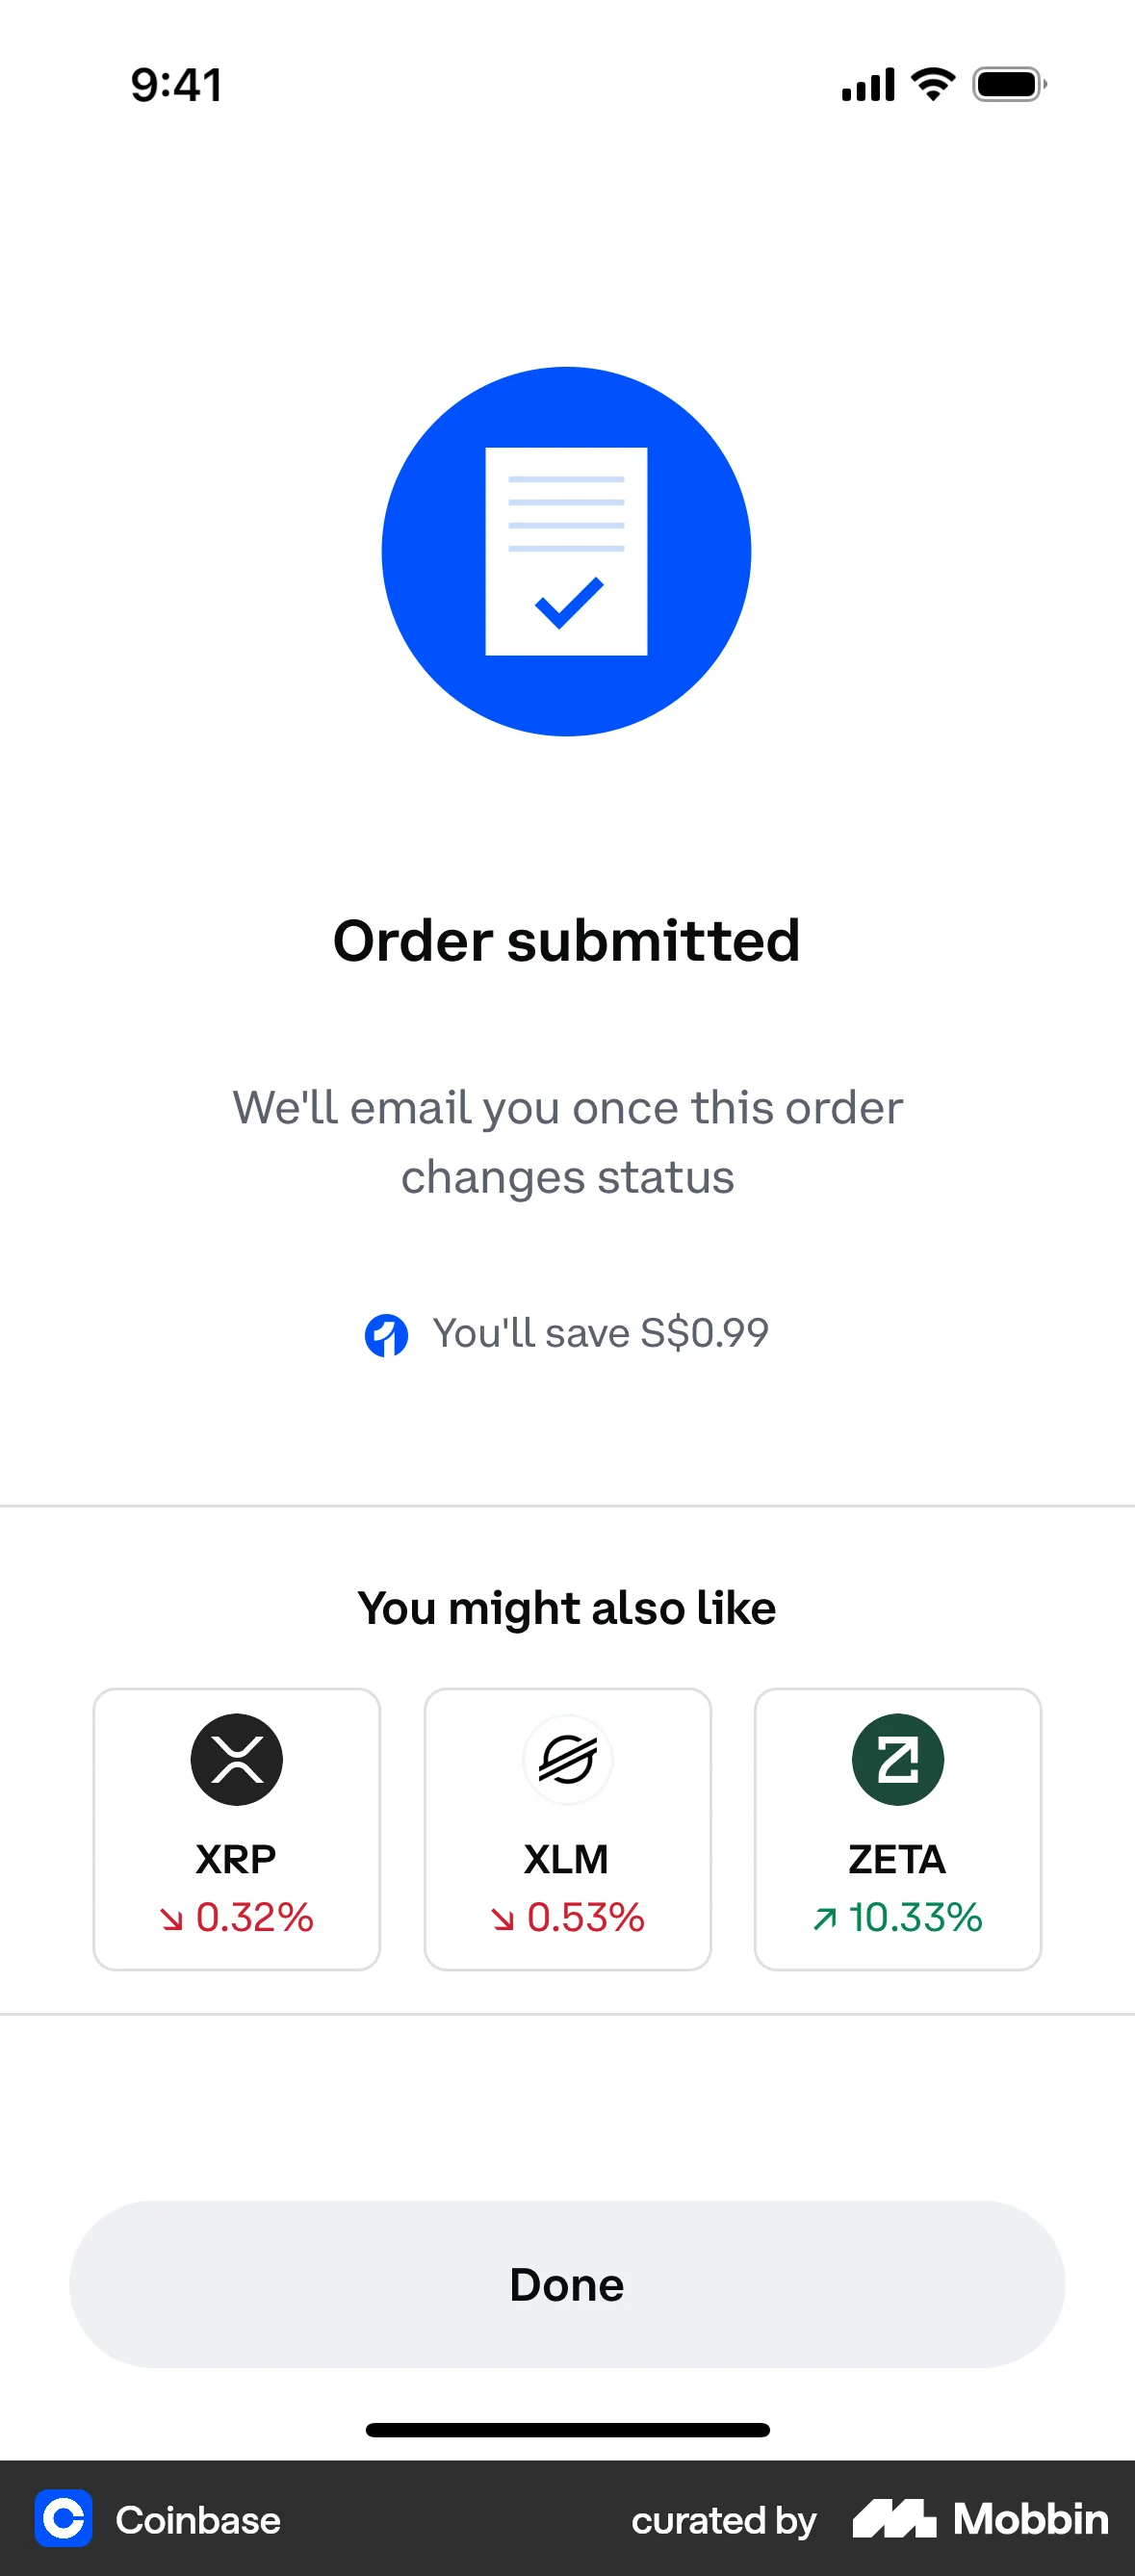 9:41
Order submitted
We'll email you once this order
changes status
You'll save S$0.99
You might also like
XRP
0.32%
XLM
0.53%
ZETA
10.33%
Done
Coinbase
curated by Mobbin